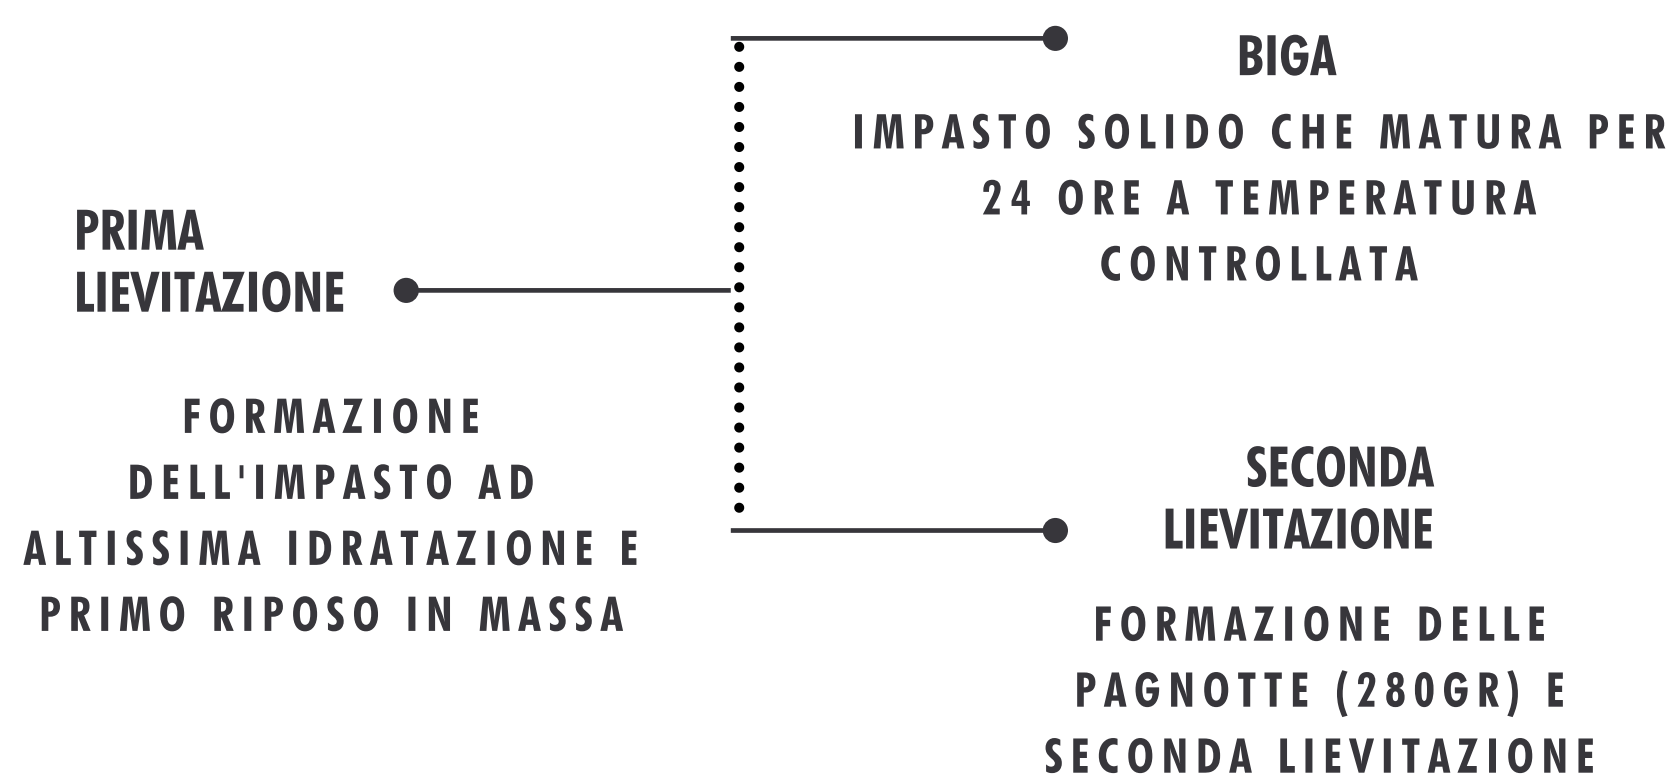 BIGA
IMPASTO SOLIDO CHE MATURA PER
24 ORE A TEMPERATURA
CONTROLLATA
PRIMA
LIEVITAZIONE
FORMAZIONE
DELL'IMPASTO AD
ALTISSIMA IDRATAZIONE E
PRIMO RIPOSO IN MASSA
SECONDA
LIEVITAZIONE
FORMAZIONE DELLE
PAGNOTTE (280GR) E
SECONDA LIEVITAZIONE